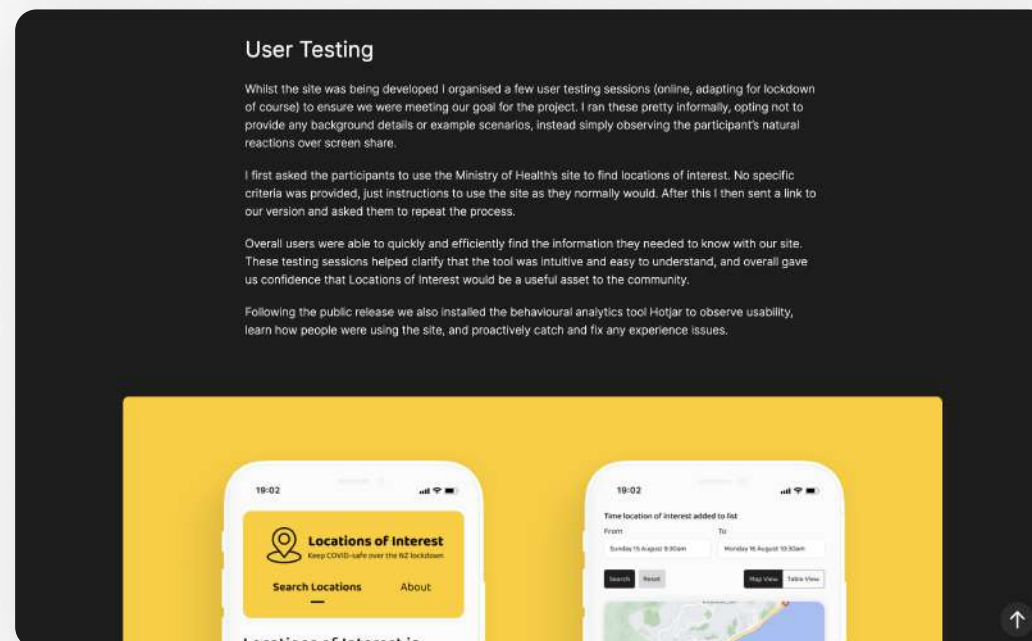 User Testing
Whilst the site was being developed I organised a few user testing sessions (online, adapting for lockdown
of course) to ensure we were meeting our goal for the project. I ran these pretty informally, opting not to
provide any background details or example scenarios, instead simply observing the participant's natural
reactions over screen share.
I first asked the participants to use the Ministry of Health's site to find locations of interest. No specific
criteria was provided, just instructions to use the site as they normally would. After this I then sent a link to
our version and asked them to repeat the process.
Overall users were able to quickly and efficiently find the information they needed to know with our site.
These testing sessions helped clarify that the tool was intuitive and easy to understand, and overall gave
us confidence that Locations of Interest would be a useful asset to the community.
Following the public release we also installed the behavioural analytics tool Hotjar to observe usability,
learn how people were using the site, and proactively catch and fix any experience issues.
19:02
Locations of Interest
Keep COVID-safe over the NZ lockdown
Search Locations About
Locations of Interest is
19:02
Time location of interest added to list
From To
Sunday 15 August 9:30am Monday 16 August 10:30am
Search Reset Map View Table View